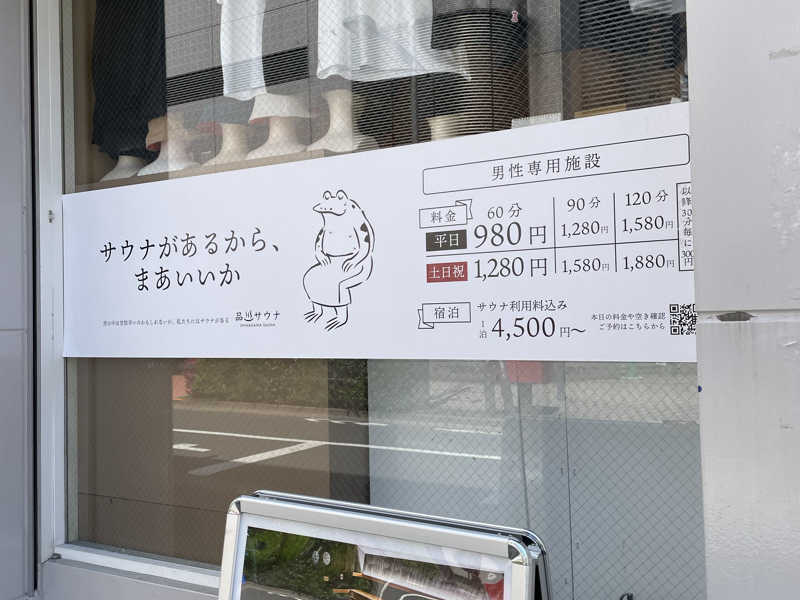 サウナがあるから、
まあいいか
品川サウナ
SHINAGAWA SAUNA
男性専用施設
料金 60分 90分 120分
平日 980円 1,280円 1,580円
土日祝 1,280円 1,580円 1,880円
以降30分毎に300円
宿泊 サウナ利用料込み
1泊 4,500円〜
本日の料金や空き確認
ご予約はこちらから